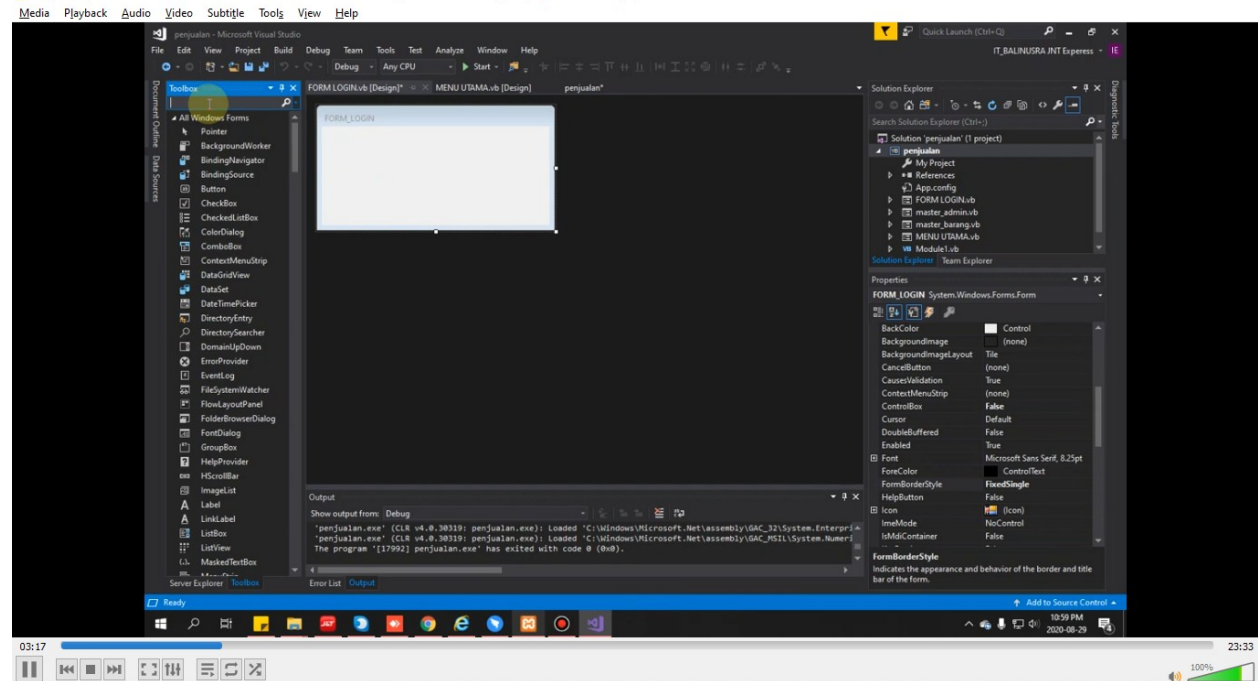 Media Playback Audio Video Subtitle Tools View Help
penjualan - Microsoft Visual Studio
Quick Launch (Ctrl+Q)
File Edit View Project Build Debug Team Tools Test Analyze Window Help
IT_BALINUSRA JNT Experess
IE
Debug Any CPU Start
Document Outline
Data Sources
Toolbox
All Windows Forms
Pointer
BackgroundWorker
BindingNavigator
BindingSource
Button
CheckBox
CheckedListBox
ColorDialog
ComboBox
ContextMenuStrip
DataGridView
DataSet
DateTimePicker
DirectoryEntry
DirectorySearcher
DomainUpDown
ErrorProvider
EventLog
FileSystemWatcher
FlowLayoutPanel
FolderBrowserDialog
FontDialog
GroupBox
HelpProvider
HScrollBar
ImageList
Label
LinkLabel
ListBox
ListView
MaskedTextBox
Server Explorer Toolbox
FORM LOGIN.vb [Design]* MENU UTAMA.vb [Design] penjualan*
FORM_LOGIN
Output
Show output from: Debug
'penjualan.exe' (CLR v4.0.30319: penjualan.exe): Loaded 'C:\Windows\Microsoft.Net\assembly\GAC_32\System.Enterpri
'penjualan.exe' (CLR v4.0.30319: penjualan.exe): Loaded 'C:\Windows\Microsoft.Net\assembly\GAC_MSIL\System.Numeri
The program '[17992] penjualan.exe' has exited with code 0 (0x0).
Error List Output
Solution Explorer
Search Solution Explorer (Ctrl+;)
Solution 'penjualan' (1 project)
penjualan
My Project
References
App.config
FORM LOGIN.vb
master_admin.vb
master_barang.vb
MENU UTAMA.vb
Module1.vb
Solution Explorer Team Explorer
Diagnostic Tools
Properties
FORM_LOGIN System.Windows.Forms.Form
BackColor Control
BackgroundImage (none)
BackgroundImageLayout Tile
CancelButton (none)
CausesValidation True
ContextMenuStrip (none)
ControlBox False
Cursor Default
DoubleBuffered False
Enabled True
Font Microsoft Sans Serif, 8.25pt
ForeColor ControlText
FormBorderStyle FixedSingle
HelpButton False
Icon (Icon)
ImeMode NoControl
IsMdiContainer False
FormBorderStyle
Indicates the appearance and behavior of the border and title
bar of the form.
Ready
Add to Source Control
10:59 PM
2020-08-29
03:17
23:33
100%